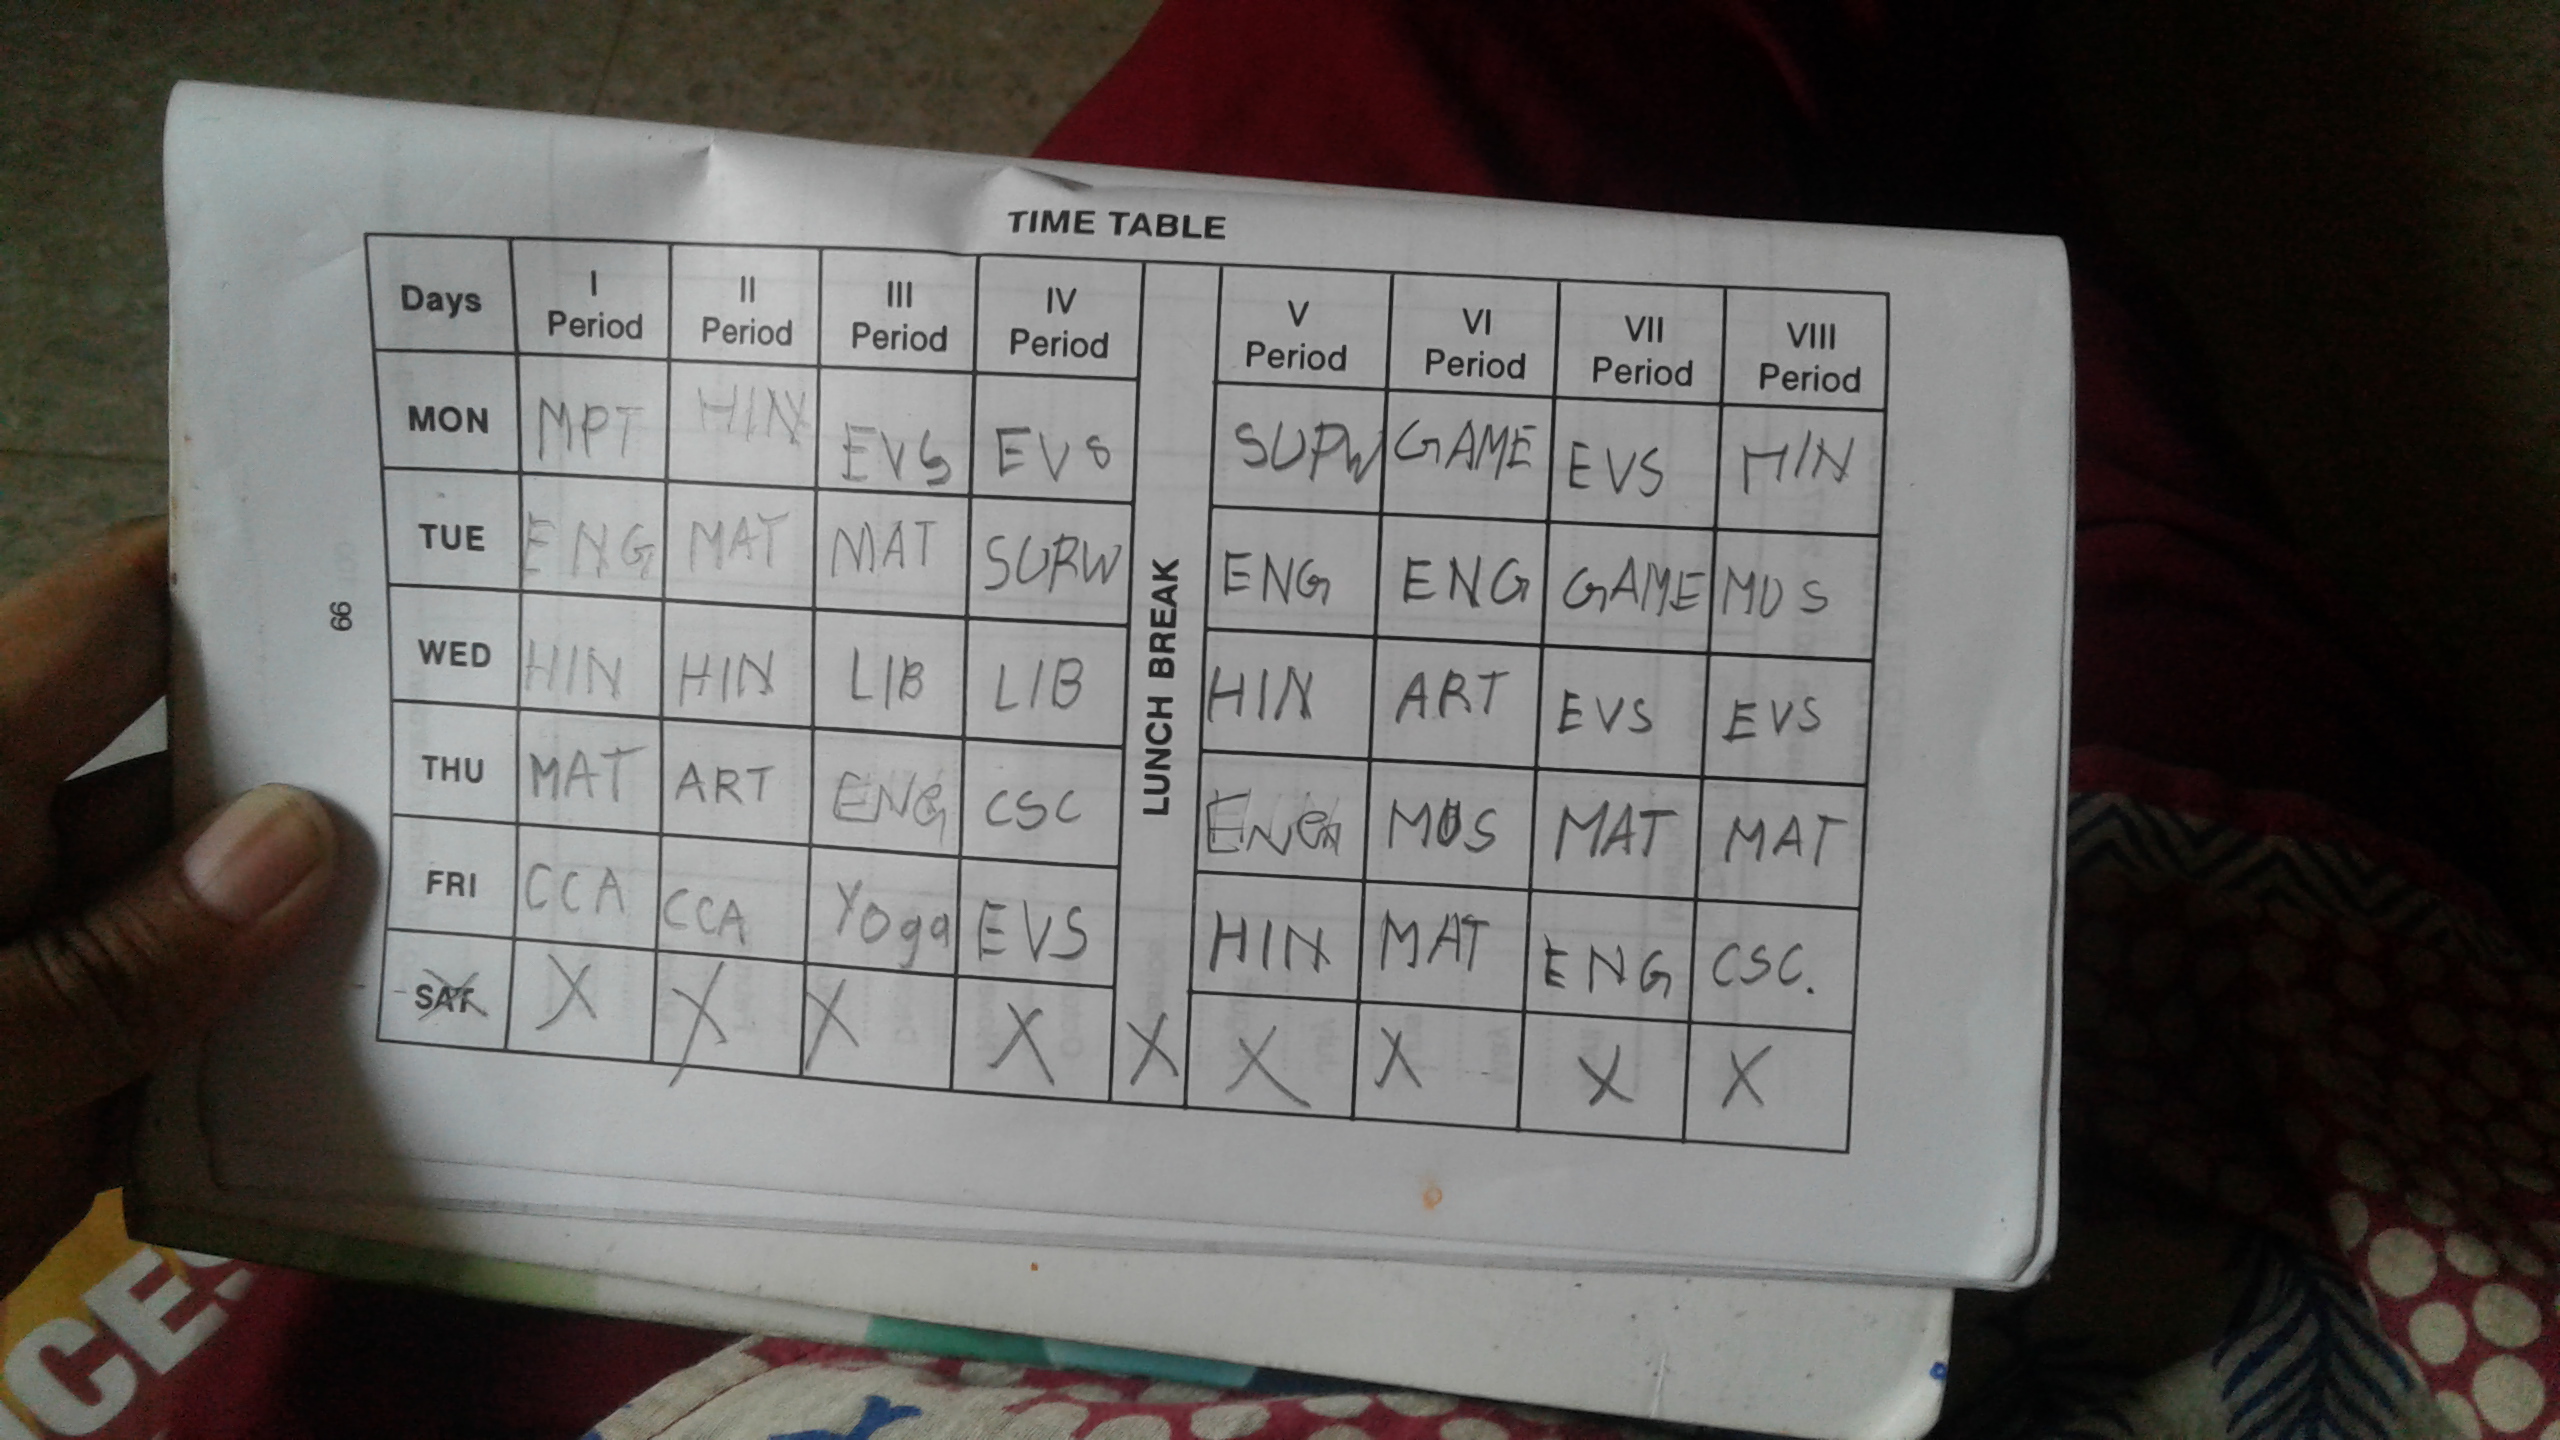 TIME TABLE
Days I Period II Period III Period IV Period LUNCH BREAK V Period VI Period VII Period VIII Period
MON MPT HIN EVS EVS SUPW GAME EVS HIN
TUE ENG MAT MAT SUPW ENG ENG GAME MUS
WED HIN HIN LIB LIB HIN ART EVS EVS
THU MAT ART ENG CSC ENG MUS MAT MAT
FRI CCA CCA Yoga EVS HIN MAT ENG CSC.
SAT X X X X X X X X X
66
CE